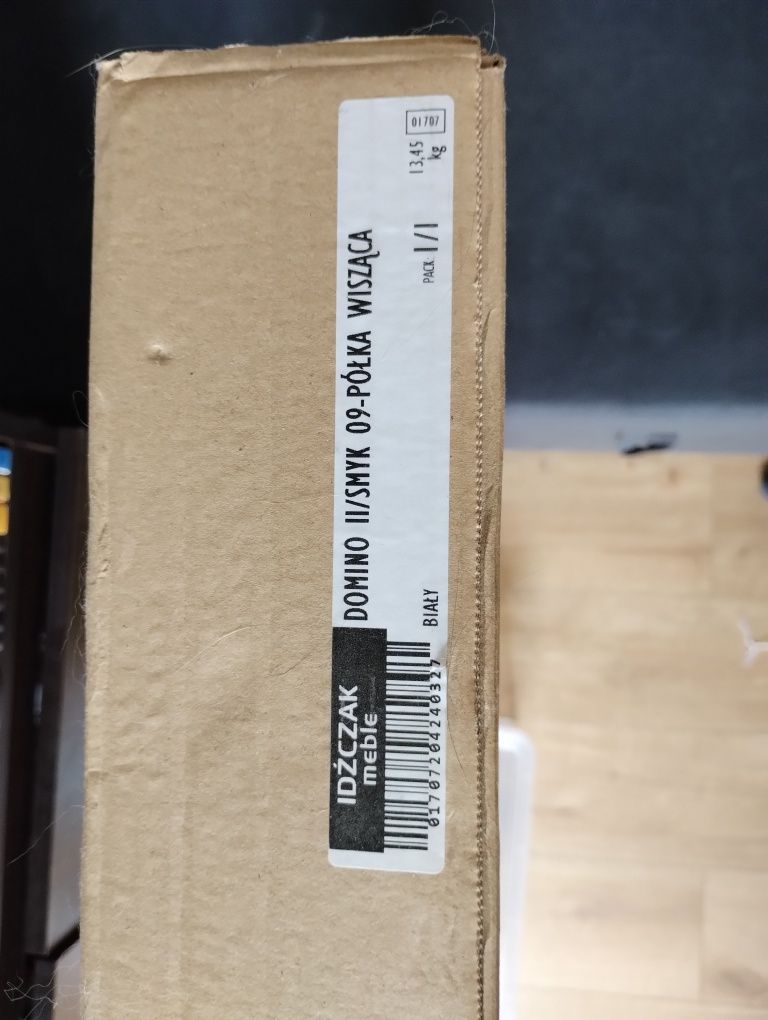 IDŹCZAK
meble
DOMINO II/SMYK 09-PÓŁKA WISZĄCA
01707204240327
BIAŁY
PACK: 1/1
13,45
kg
01707